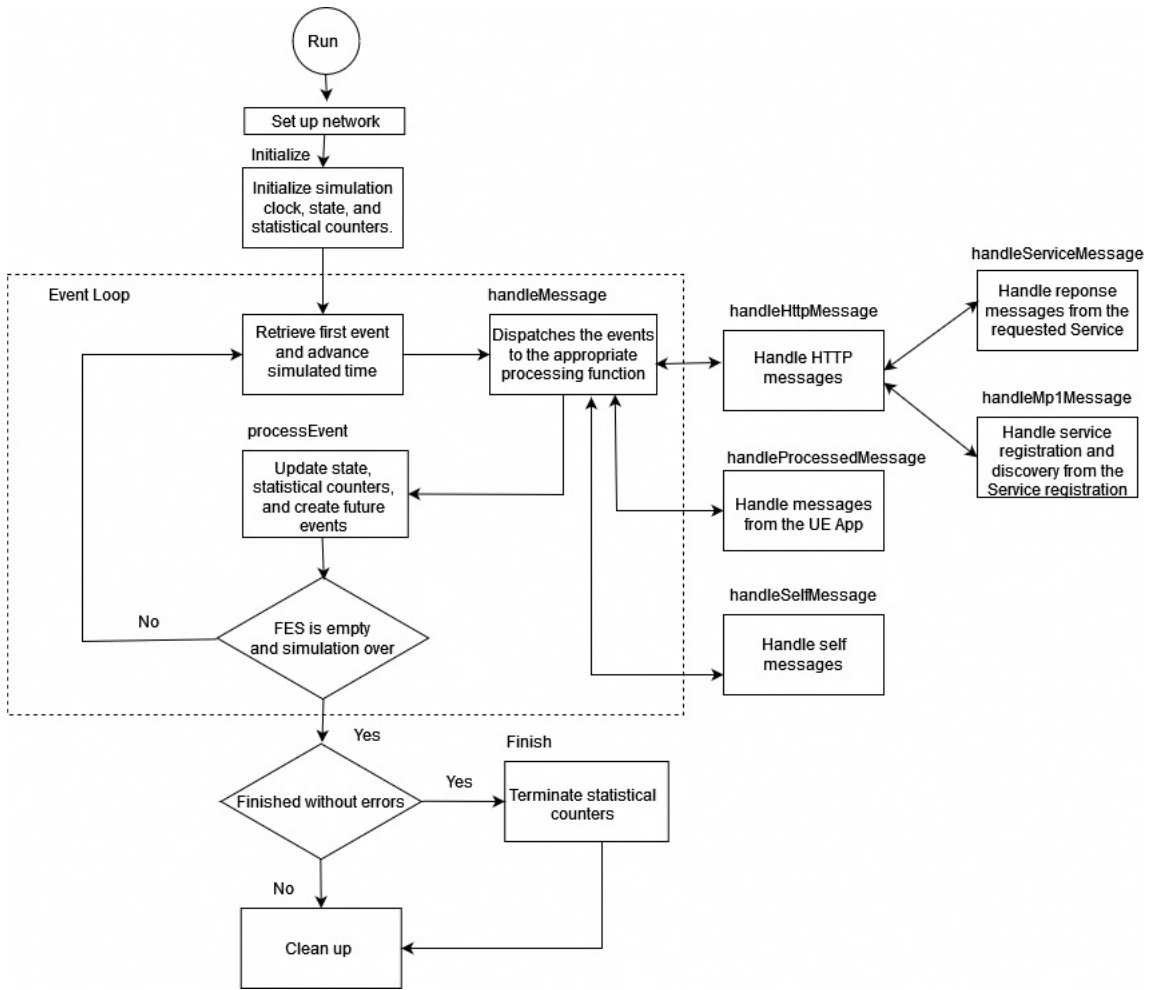 Run
Set up network
Initialize
Initialize simulation
clock, state, and
statistical counters.
Event Loop
Retrieve first event
and advance
simulated time
handleMessage
Dispatches the events
to the appropriate
processing function
handleHttpMessage
Handle HTTP
messages
handleServiceMessage
Handle reponse
messages from the
requested Service
handleMp1Message
Handle service
registration and
discovery from the
Service registration
processEvent
Update state,
statistical counters,
and create future
events
handleProcessedMessage
Handle messages
from the UE App
handleSelfMessage
Handle self
messages
No
FES is empty
and simulation over
Yes
Finished without errors
Yes
Finish
Terminate statistical
counters
No
Clean up